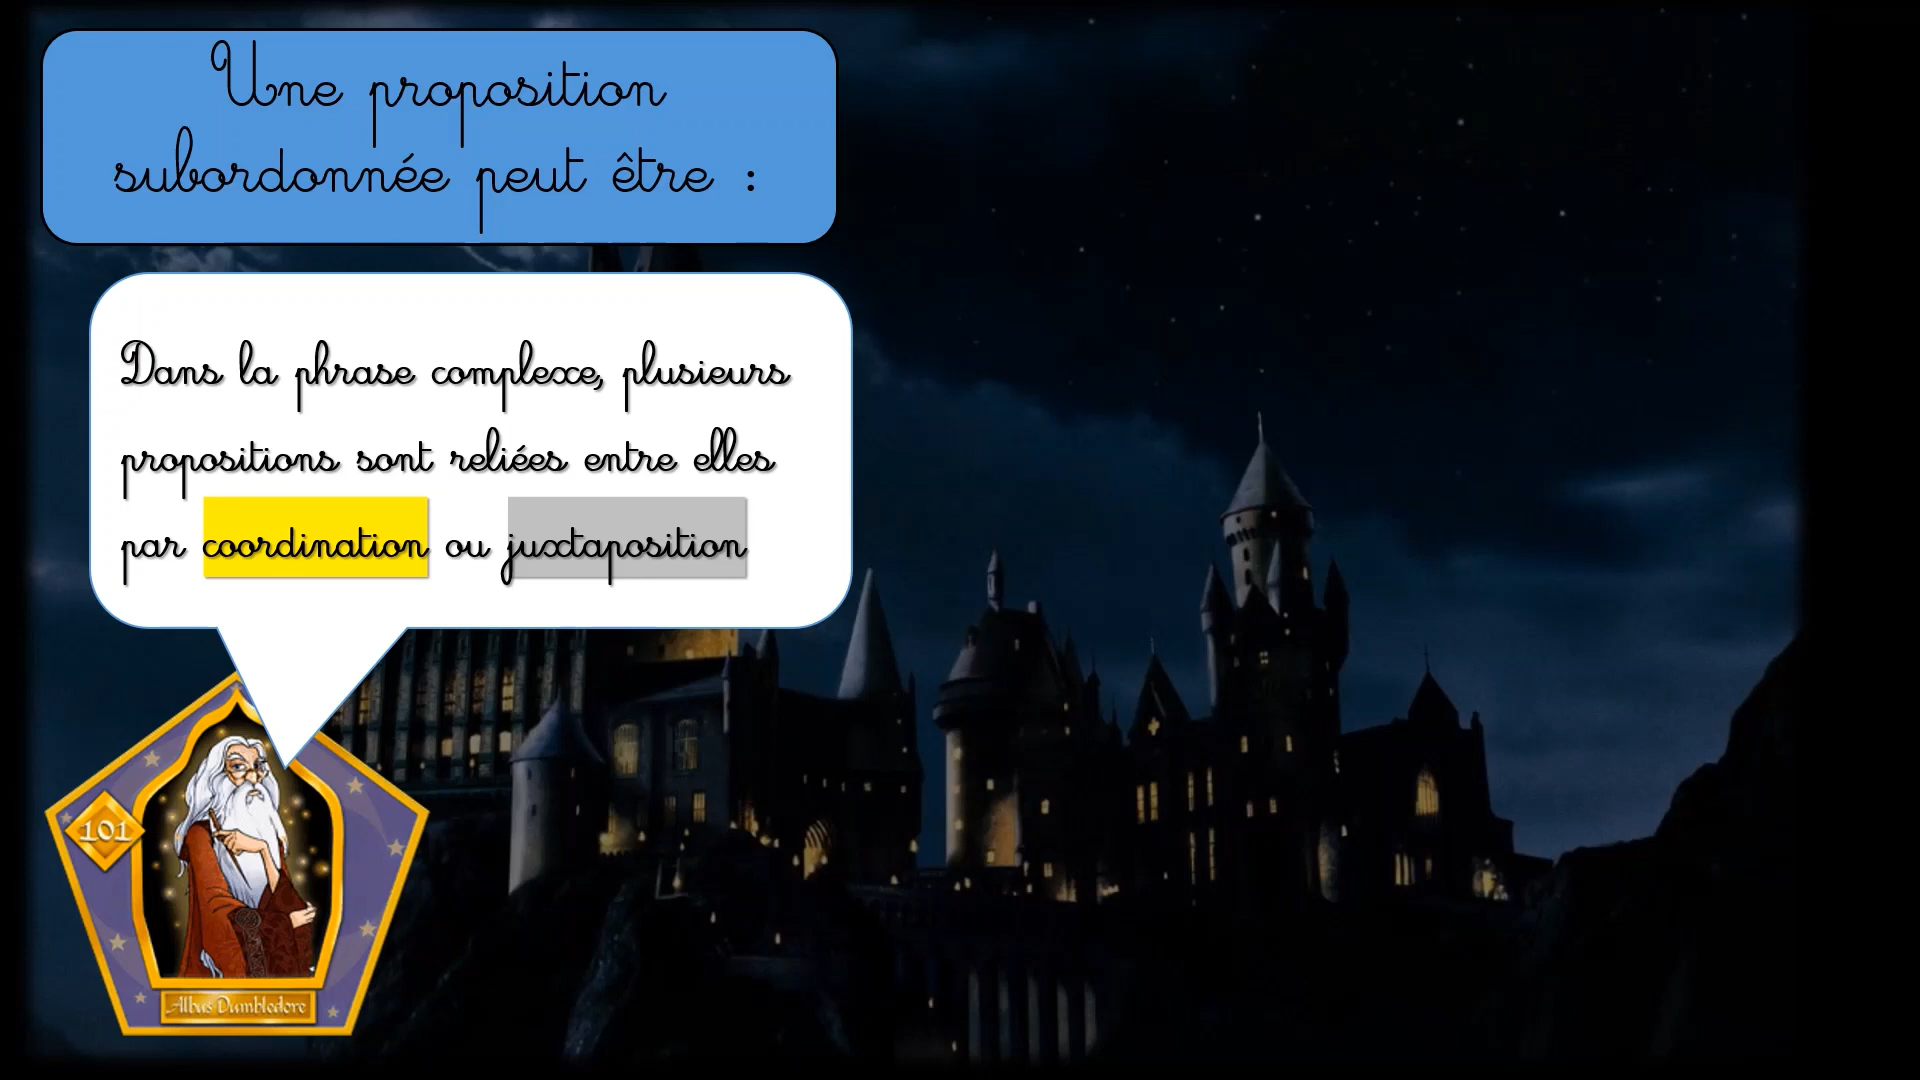 Une proposition
subordonnée peut être :
Dans la phrase complexe, plusieurs
propositions sont reliées entre elles
par coordination ou juxtaposition
101
Albus Dumbledore